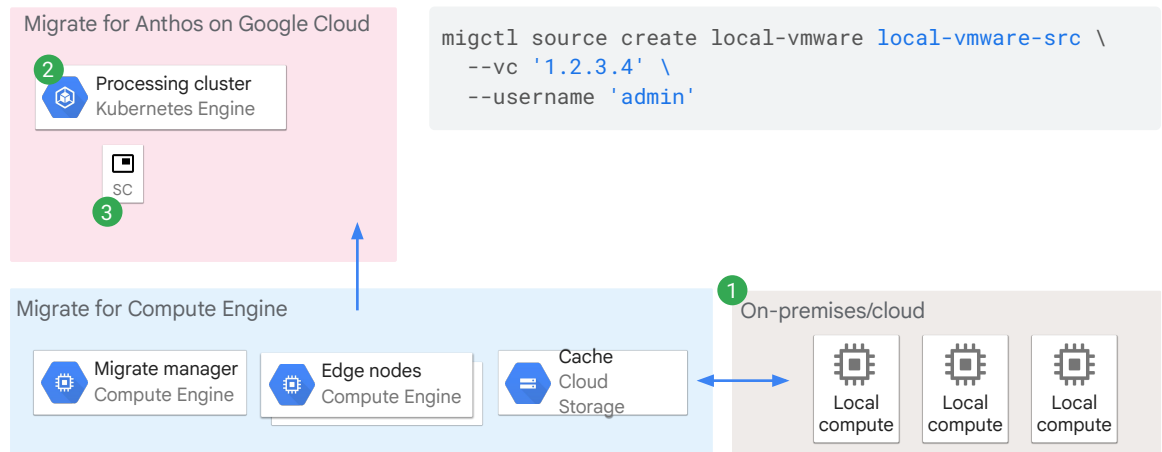 Migrate for Anthos on Google Cloud
2
Processing cluster
Kubernetes Engine
SC
3
migctl source create local-vmware local-vmware-src \
--vc '1.2.3.4' \
--username 'admin'
Migrate for Compute Engine
Migrate manager
Compute Engine
Edge nodes
Compute Engine
Cache
Cloud
Storage
1
On-premises/cloud
Local
compute
Local
compute
Local
compute